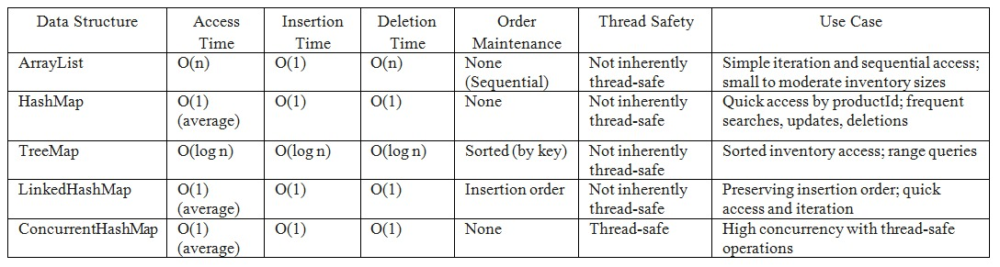 Data Structure Access Time Insertion Time Deletion Time Order Maintenance Thread Safety Use Case
ArrayList O(n) O(1) O(n) None (Sequential) Not inherently thread-safe Simple iteration and sequential access; small to moderate inventory sizes
HashMap O(1) (average) O(1) O(1) None Not inherently thread-safe Quick access by productId; frequent searches, updates, deletions
TreeMap O(log n) O(log n) O(log n) Sorted (by key) Not inherently thread-safe Sorted inventory access; range queries
LinkedHashMap O(1) (average) O(1) O(1) Insertion order Not inherently thread-safe Preserving insertion order; quick access and iteration
ConcurrentHashMap O(1) (average) O(1) O(1) None Thread-safe High concurrency with thread-safe operations